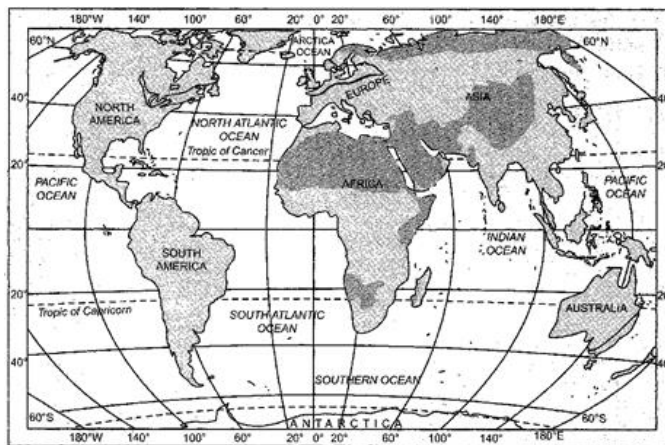 180°W 140° 100° 60° 20° 0° 20° 60° 100° 140° 180°E
60°N
60°N
ARCTICA
OCEAN
EUROPE
ASIA
40°
40°
NORTH
AMERICA
NORTH ATLANTIC
OCEAN
Tropic of Cancer
20°
20°
PACIFIC
OCEAN
AFRICA
PACIFIC
OCEAN
INDIAN
OCEAN
SOUTH
AMERICA
20°
20°
Tropic of Capricorn
SOUTH ATLANTIC
OCEAN
AUSTRALIA
40°
40°
SOUTHERN OCEAN
60°S
60°S
ANTARCTICA
180°W 140° 100° 60° 20° 0° 20° 60° 100° 140° 180°E